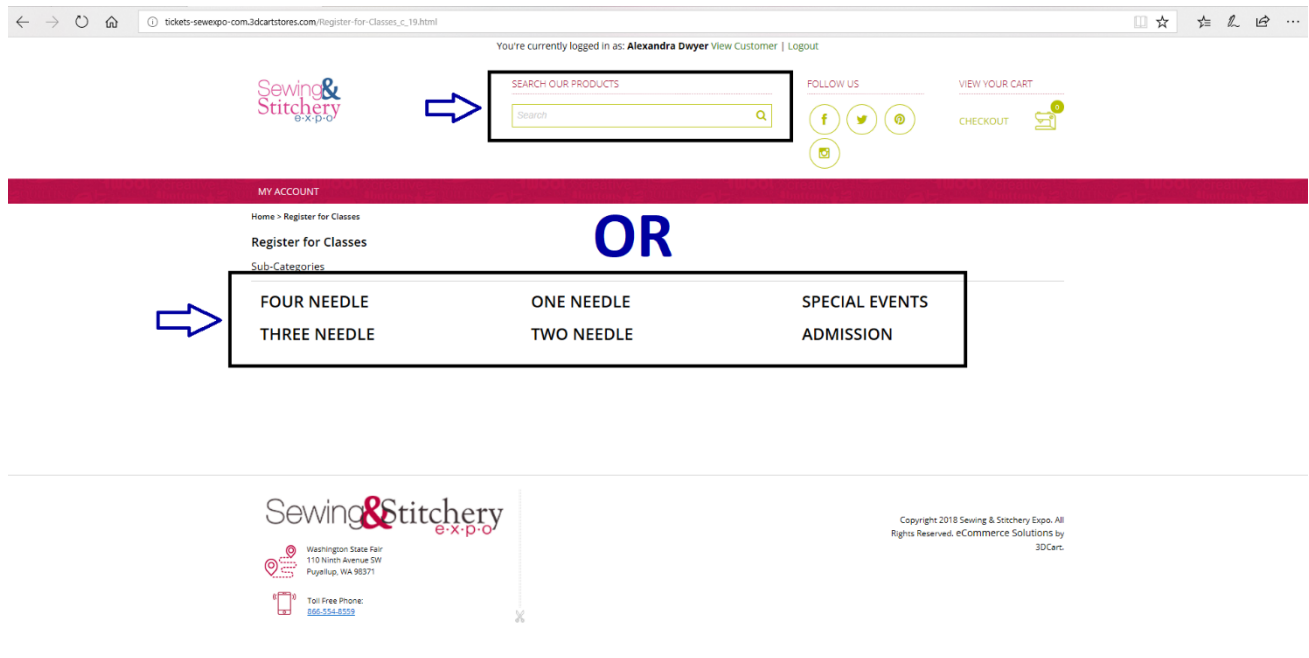 tickets-sewexpo-com.3dcartstores.com/Register-for-Classes_c_19.html
You're currently logged in as: Alexandra Dwyer View Customer | Logout
Sewing&
Stitchery
e·x·p·o
SEARCH OUR PRODUCTS
Search
FOLLOW US
VIEW YOUR CART
CHECKOUT
0
MY ACCOUNT
Home > Register for Classes
OR
Register for Classes
Sub-Categories
FOUR NEEDLE
ONE NEEDLE
SPECIAL EVENTS
THREE NEEDLE
TWO NEEDLE
ADMISSION
Sewing&Stitchery
e·x·p·o
Washington State Fair
110 Ninth Avenue SW
Puyallup, WA 98371
Toll Free Phone:
866-554-8559
Copyright 2018 Sewing & Stitchery Expo. All
Rights Reserved. eCommerce Solutions by
3DCart.